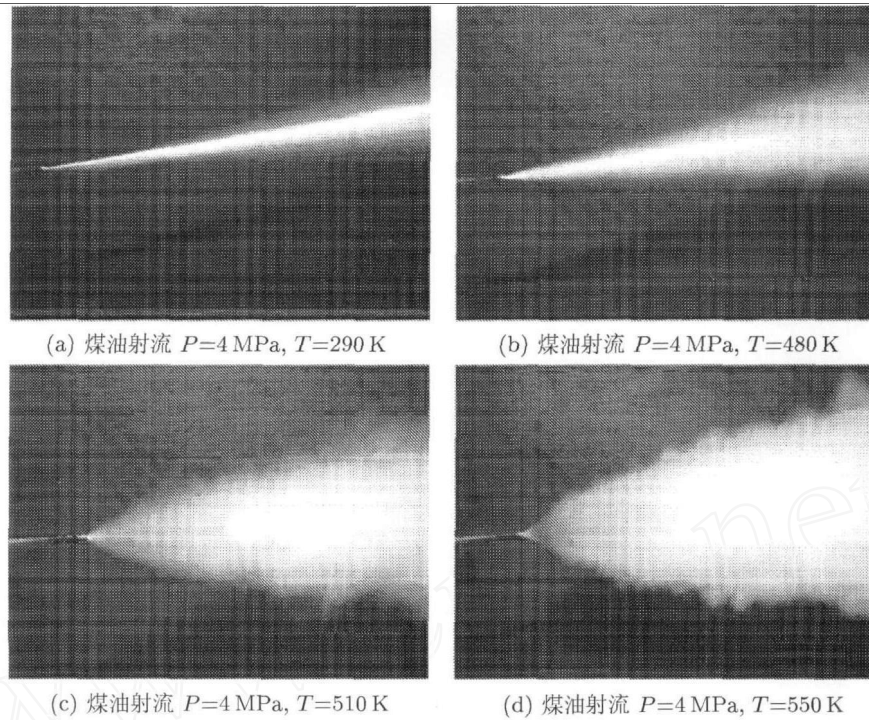 (a) 煤油射流 P=4 MPa, T=290 K
(b) 煤油射流 P=4 MPa, T=480 K
(c) 煤油射流 P=4 MPa, T=510 K
(d) 煤油射流 P=4 MPa, T=550 K